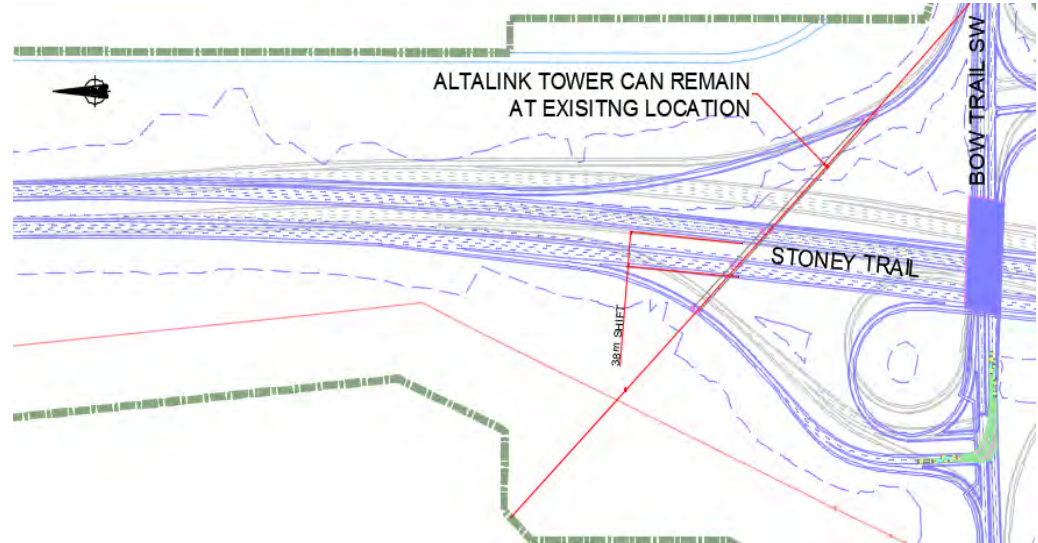 ALTALINK TOWER CAN REMAIN
AT EXISITNG LOCATION
BOW TRAIL SW
STONEY TRAIL
38m SHIFT